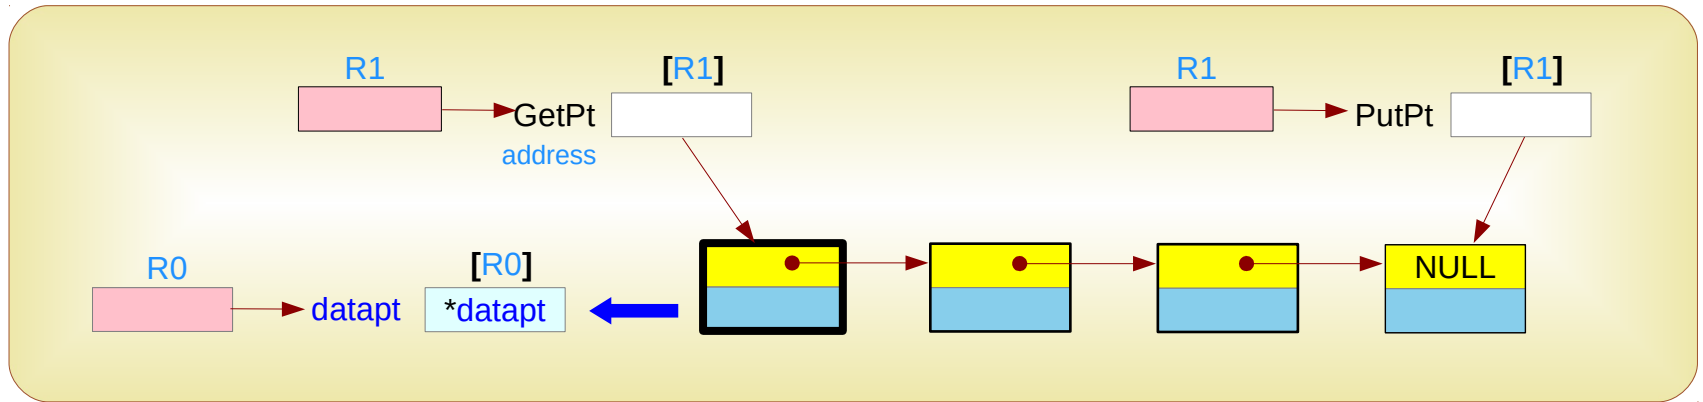 R1
[R1]
GetPt
address
R1
[R1]
PutPt
R0
datapt
[R0]
*datapt
NULL